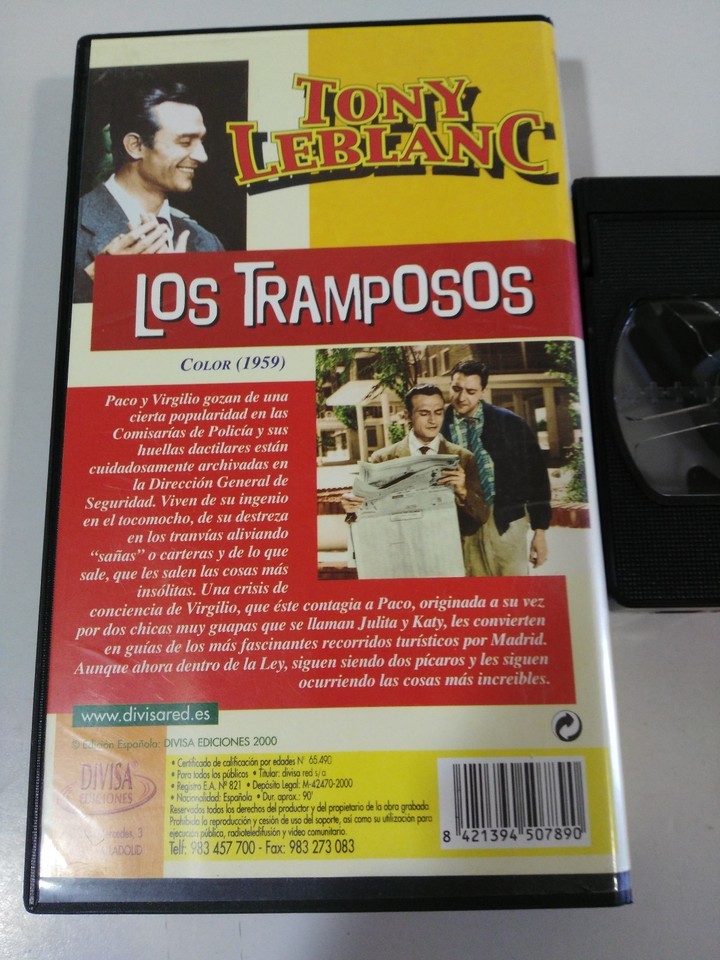 TONY
LEBLANC
LOS TRAMPOSOS
COLOR (1959)
Paco y Virgilio gozan de una
cierta popularidad en las
Comisarías de Policía y sus
huellas dactilares están
cuidadosamente archivadas en
la Dirección General de
Seguridad. Viven de su ingenio
en el tocomocho, de su destreza
en los tranvías aliviando
“sañas” o carteras y de lo que
sale, que les salen las cosas más
insólitas. Una crisis de
conciencia de Virgilio, que éste contagia a Paco, originada a su vez
por dos chicas muy guapas que se llaman Julita y Katy, les convierten
en guías de los más fascinantes recorridos turísticos por Madrid.
Aunque ahora dentro de la Ley, siguen siendo dos pícaros y les siguen
ocurriendo las cosas más increibles.
www.divisared.es
© Edición Española: DIVISA EDICIONES 2000
DIVISA
EDICIONES
3
• Certificado de calificación por edades Nº 65.490
• Para todos los públicos • Titular: divisa red s/a
• Registro E.A. Nº 821 • Depósito Legal: M-42470-2000
• Nacionalidad: Española • Dur. aprox.: 90'
Reservados todos los derechos del productor y del propietario de la obra grabada.
Prohibida la reproducción y cesión de uso del soporte, así como su utilización para
ejecución pública, radioteledifusión y vídeo comunitario.
Telf: 983 457 700 - Fax: 983 273 083
8 421394 507890